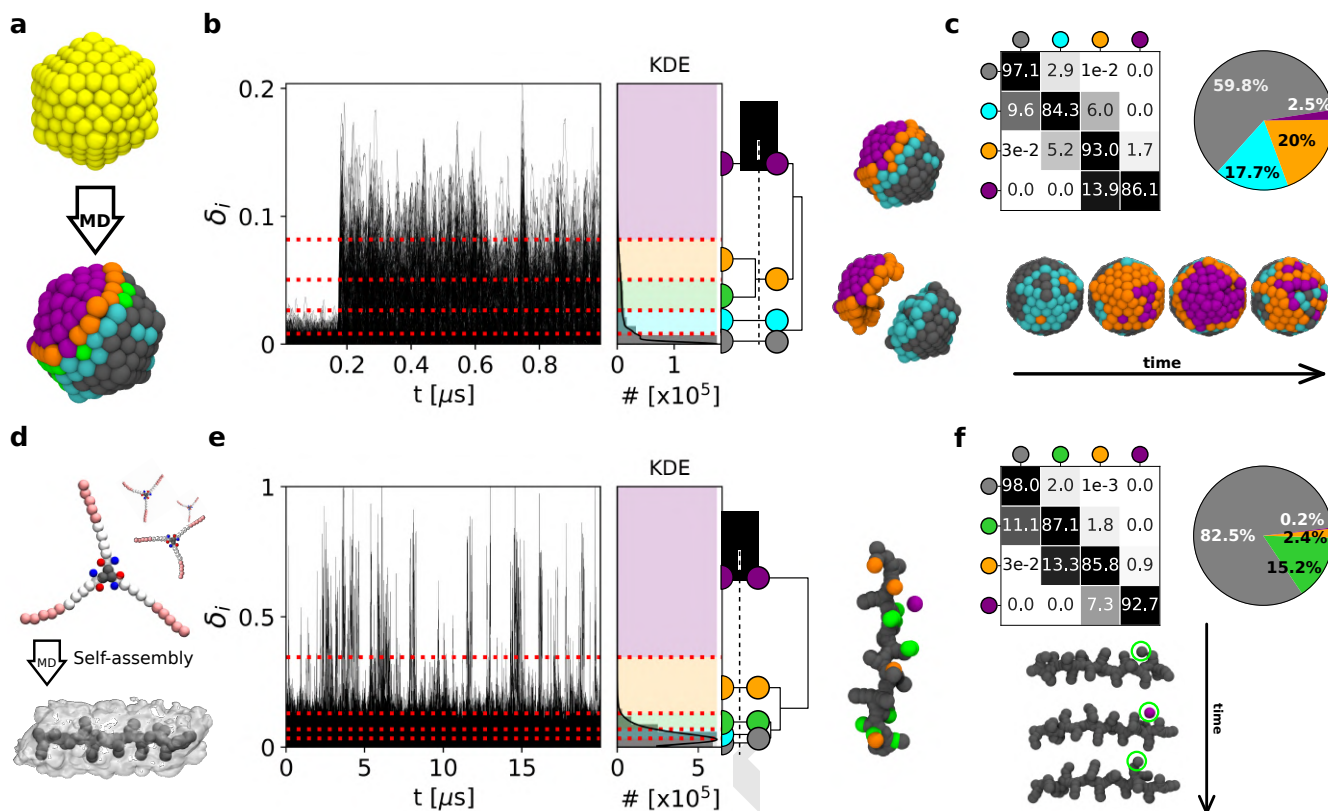 a
MD
b
KDE
0.2
0.1
0
δi
0.2 0.4 0.6 0.8
t [μs]
0 1
# [x10^5]
c
97.1 2.9 1e-2 0.0
9.6 84.3 6.0 0.0
3e-2 5.2 93.0 1.7
0.0 0.0 13.9 86.1
59.8%
2.5%
20%
17.7%
time
d
MD
Self-assembly
e
KDE
1
0.5
0
δi
0 5 10 15
t [μs]
0 5
# [x10^5]
f
98.0 2.0 1e-3 0.0
11.1 87.1 1.8 0.0
3e-2 13.3 85.8 0.9
0.0 0.0 7.3 92.7
82.5%
0.2%
2.4%
15.2%
time